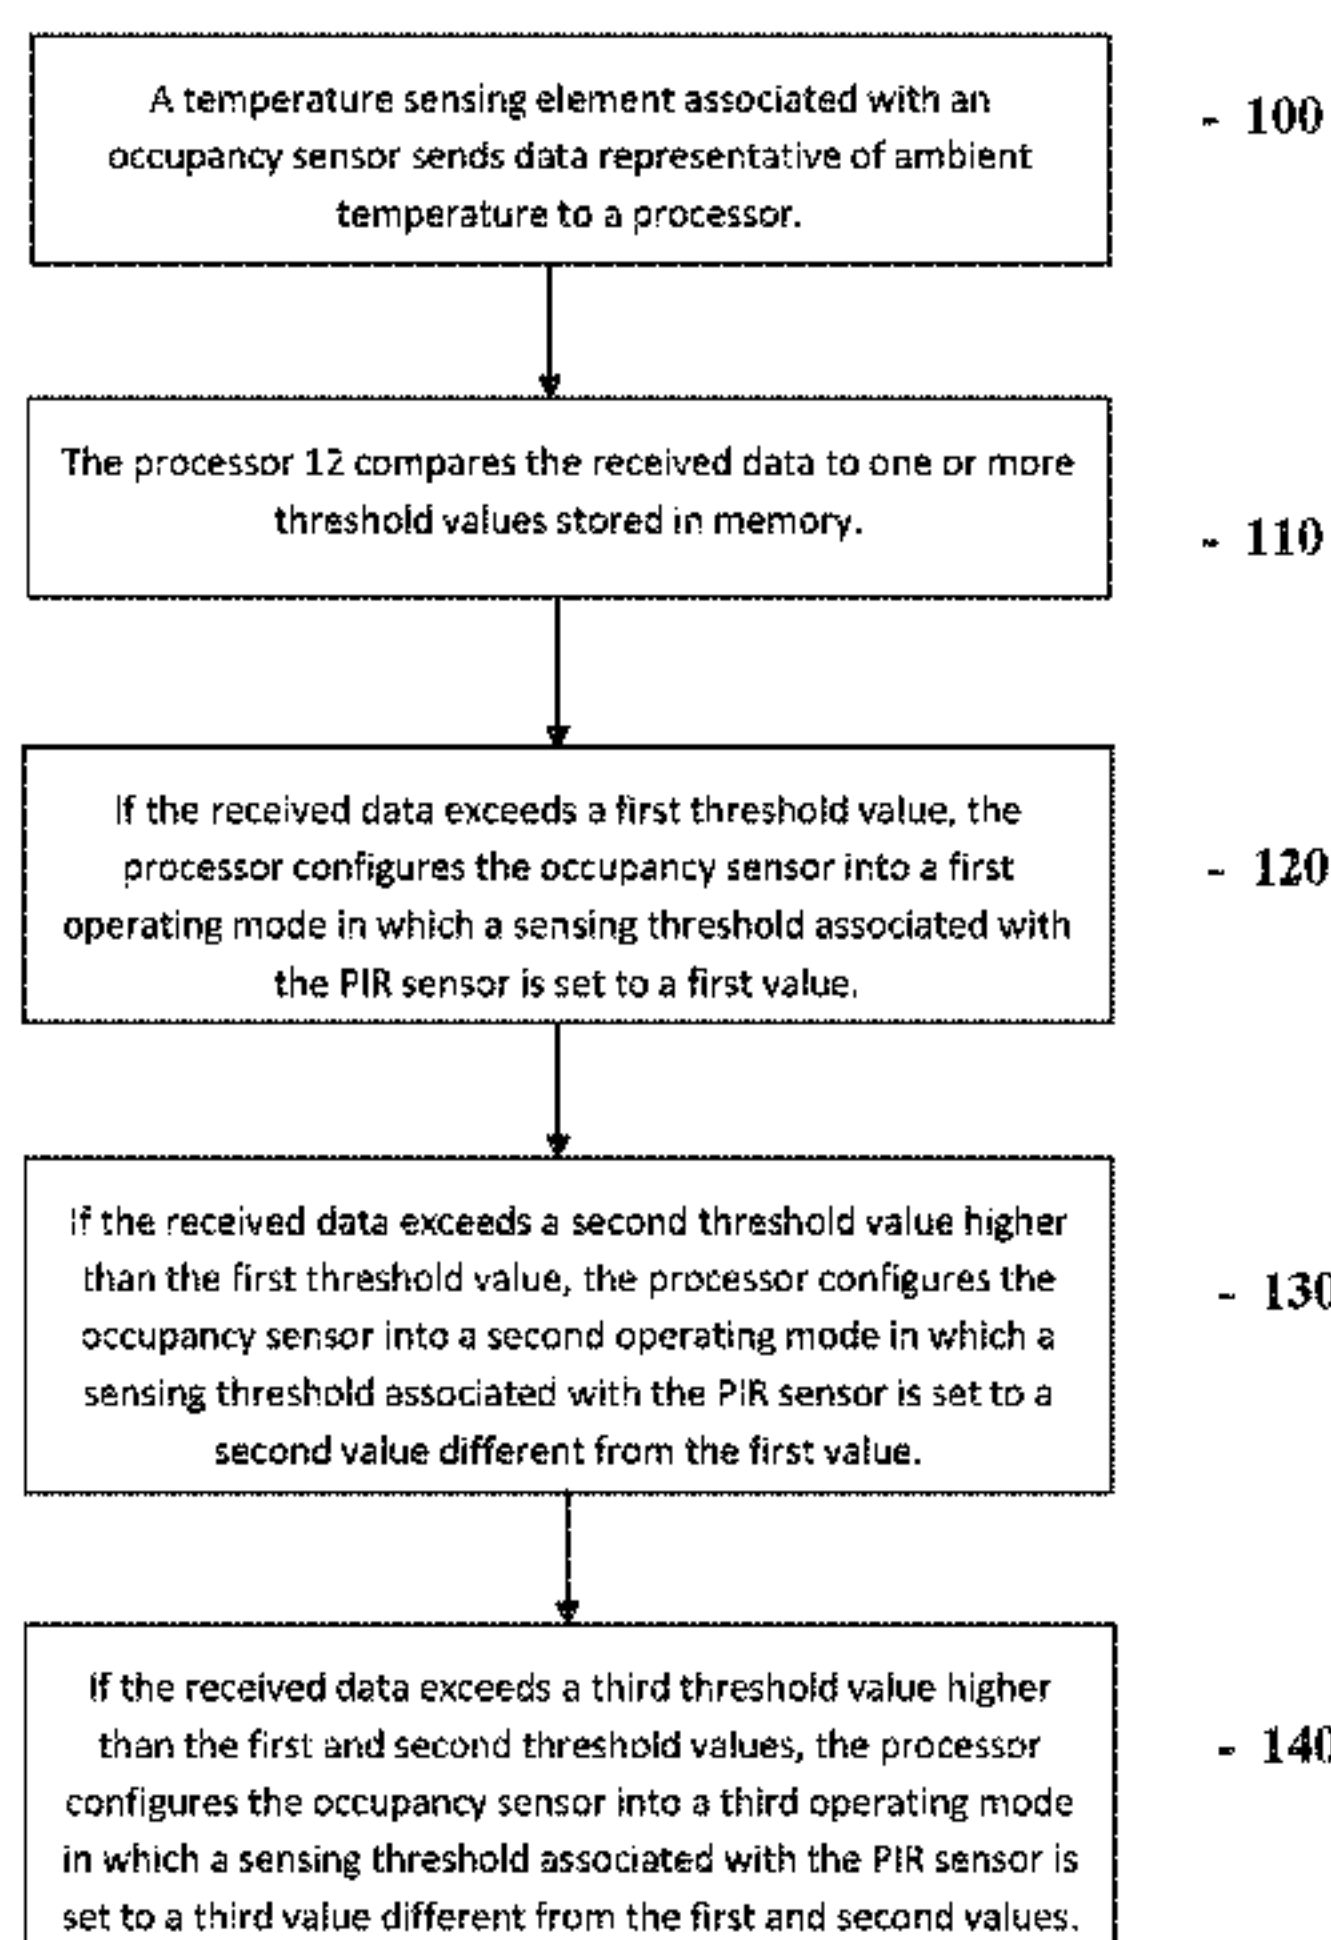 A temperature sensing element associated with an
occupancy sensor sends data representative of ambient
temperature to a processor.
- 100
The processor 12 compares the received data to one or more
threshold values stored in memory.
- 110
If the received data exceeds a first threshold value, the
processor configures the occupancy sensor into a first
operating mode in which a sensing threshold associated with
the PIR sensor is set to a first value.
- 120
If the received data exceeds a second threshold value higher
than the first threshold value, the processor configures the
occupancy sensor into a second operating mode in which a
sensing threshold associated with the PIR sensor is set to a
second value different from the first value.
- 130
If the received data exceeds a third threshold value higher
than the first and second threshold values, the processor
configures the occupancy sensor into a third operating mode
in which a sensing threshold associated with the PIR sensor is
set to a third value different from the first and second values.
- 140